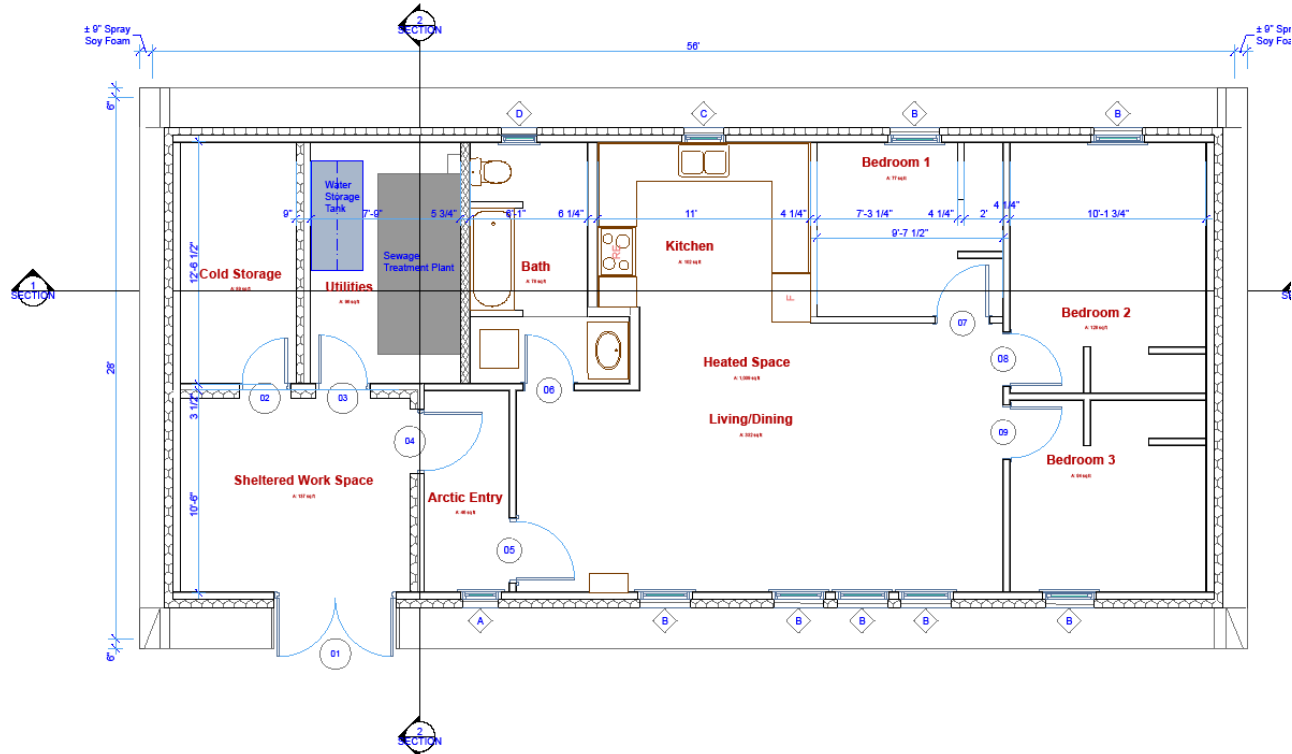 2
SECTION
± 9" Spray
Soy Foam
± 9" Spr
Soy Foa
56'
6"
D
C
B
B
Bedroom 1
A: 77 sq ft
Water
Storage
Tank
9"
7'-9"
5 3/4"
6'-1"
6 1/4"
11'
4 1/4"
7'-3 1/4"
4 1/4"
2'
4 1/4"
10'-1 3/4"
9'-7 1/2"
Kitchen
Sewage
Treatment Plant
Bath
Cold Storage
12'-6 1/2"
Utilities
1
SECTION
F
Bedroom 2
07
08
Heated Space
Living/Dining
28'
02
03
06
3 1/2"
04
09
Bedroom 3
Sheltered Work Space
Arctic Entry
10'-6"
05
A
B
B
B
B
B
01
6"
2
SECTION